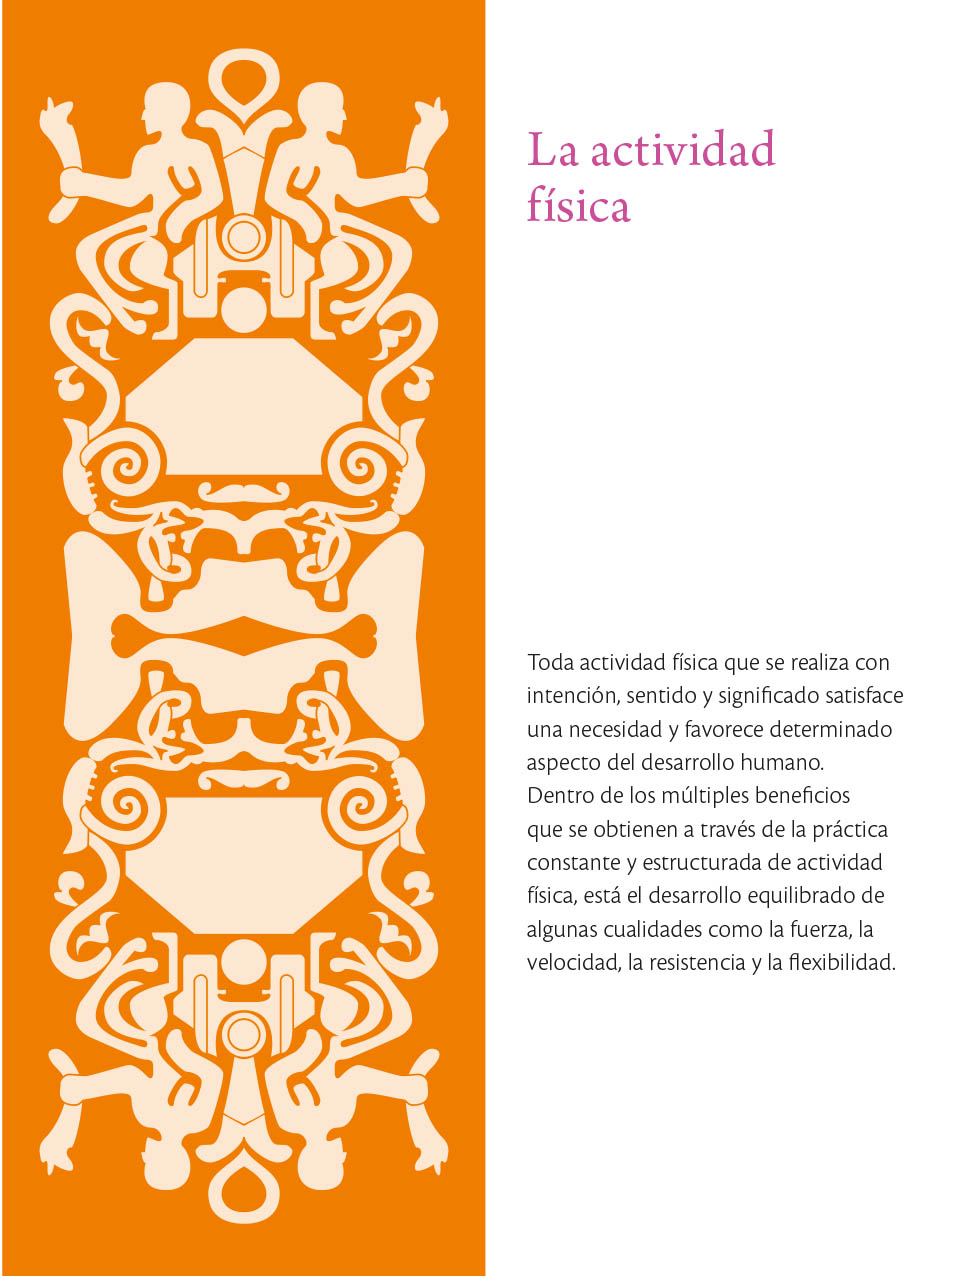 La actividad
física
Toda actividad física que se realiza con
intención, sentido y significado satisface
una necesidad y favorece determinado
aspecto del desarrollo humano.
Dentro de los múltiples beneficios
que se obtienen a través de la práctica
constante y estructurada de actividad
física, está el desarrollo equilibrado de
algunas cualidades como la fuerza, la
velocidad, la resistencia y la flexibilidad.